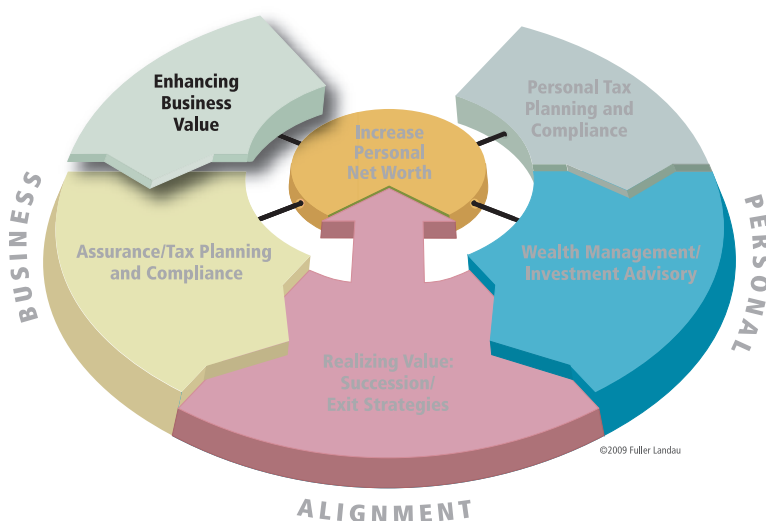 Enhancing
Business
Value
Personal Tax
Planning and
Compliance
Increase
Personal
Net Worth
BUSINESS
PERSONAL
Assurance/Tax Planning
and Compliance
Wealth Management/
Investment Advisory
Realizing Value:
Succession/
Exit Strategies
©2009 Fuller Landau
ALIGNMENT